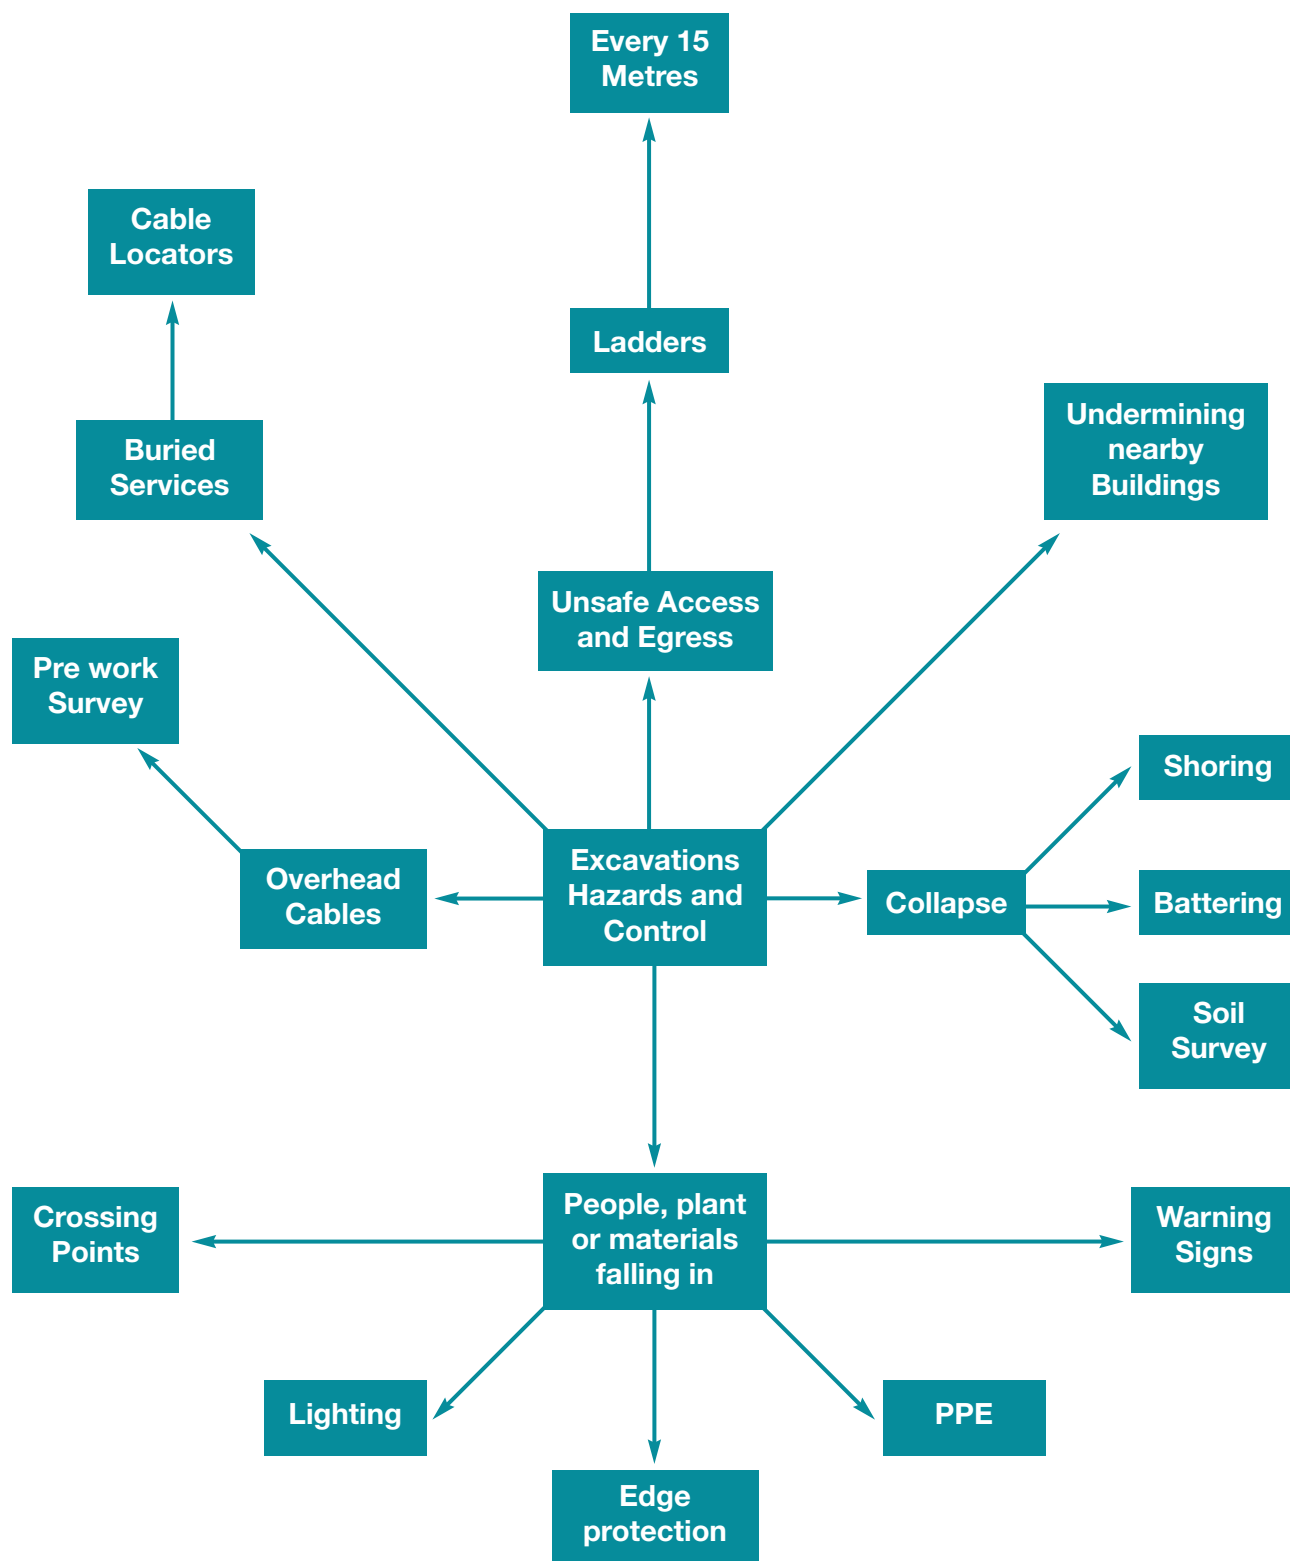 Every 15
Metres
Cable
Locators
Ladders
Undermining
nearby
Buildings
Buried
Services
Unsafe Access
and Egress
Pre work
Survey
Shoring
Excavations
Hazards and
Control
Overhead
Cables
Collapse
Battering
Soil
Survey
Crossing
Points
People, plant
or materials
falling in
Warning
Signs
Lighting
PPE
Edge
protection